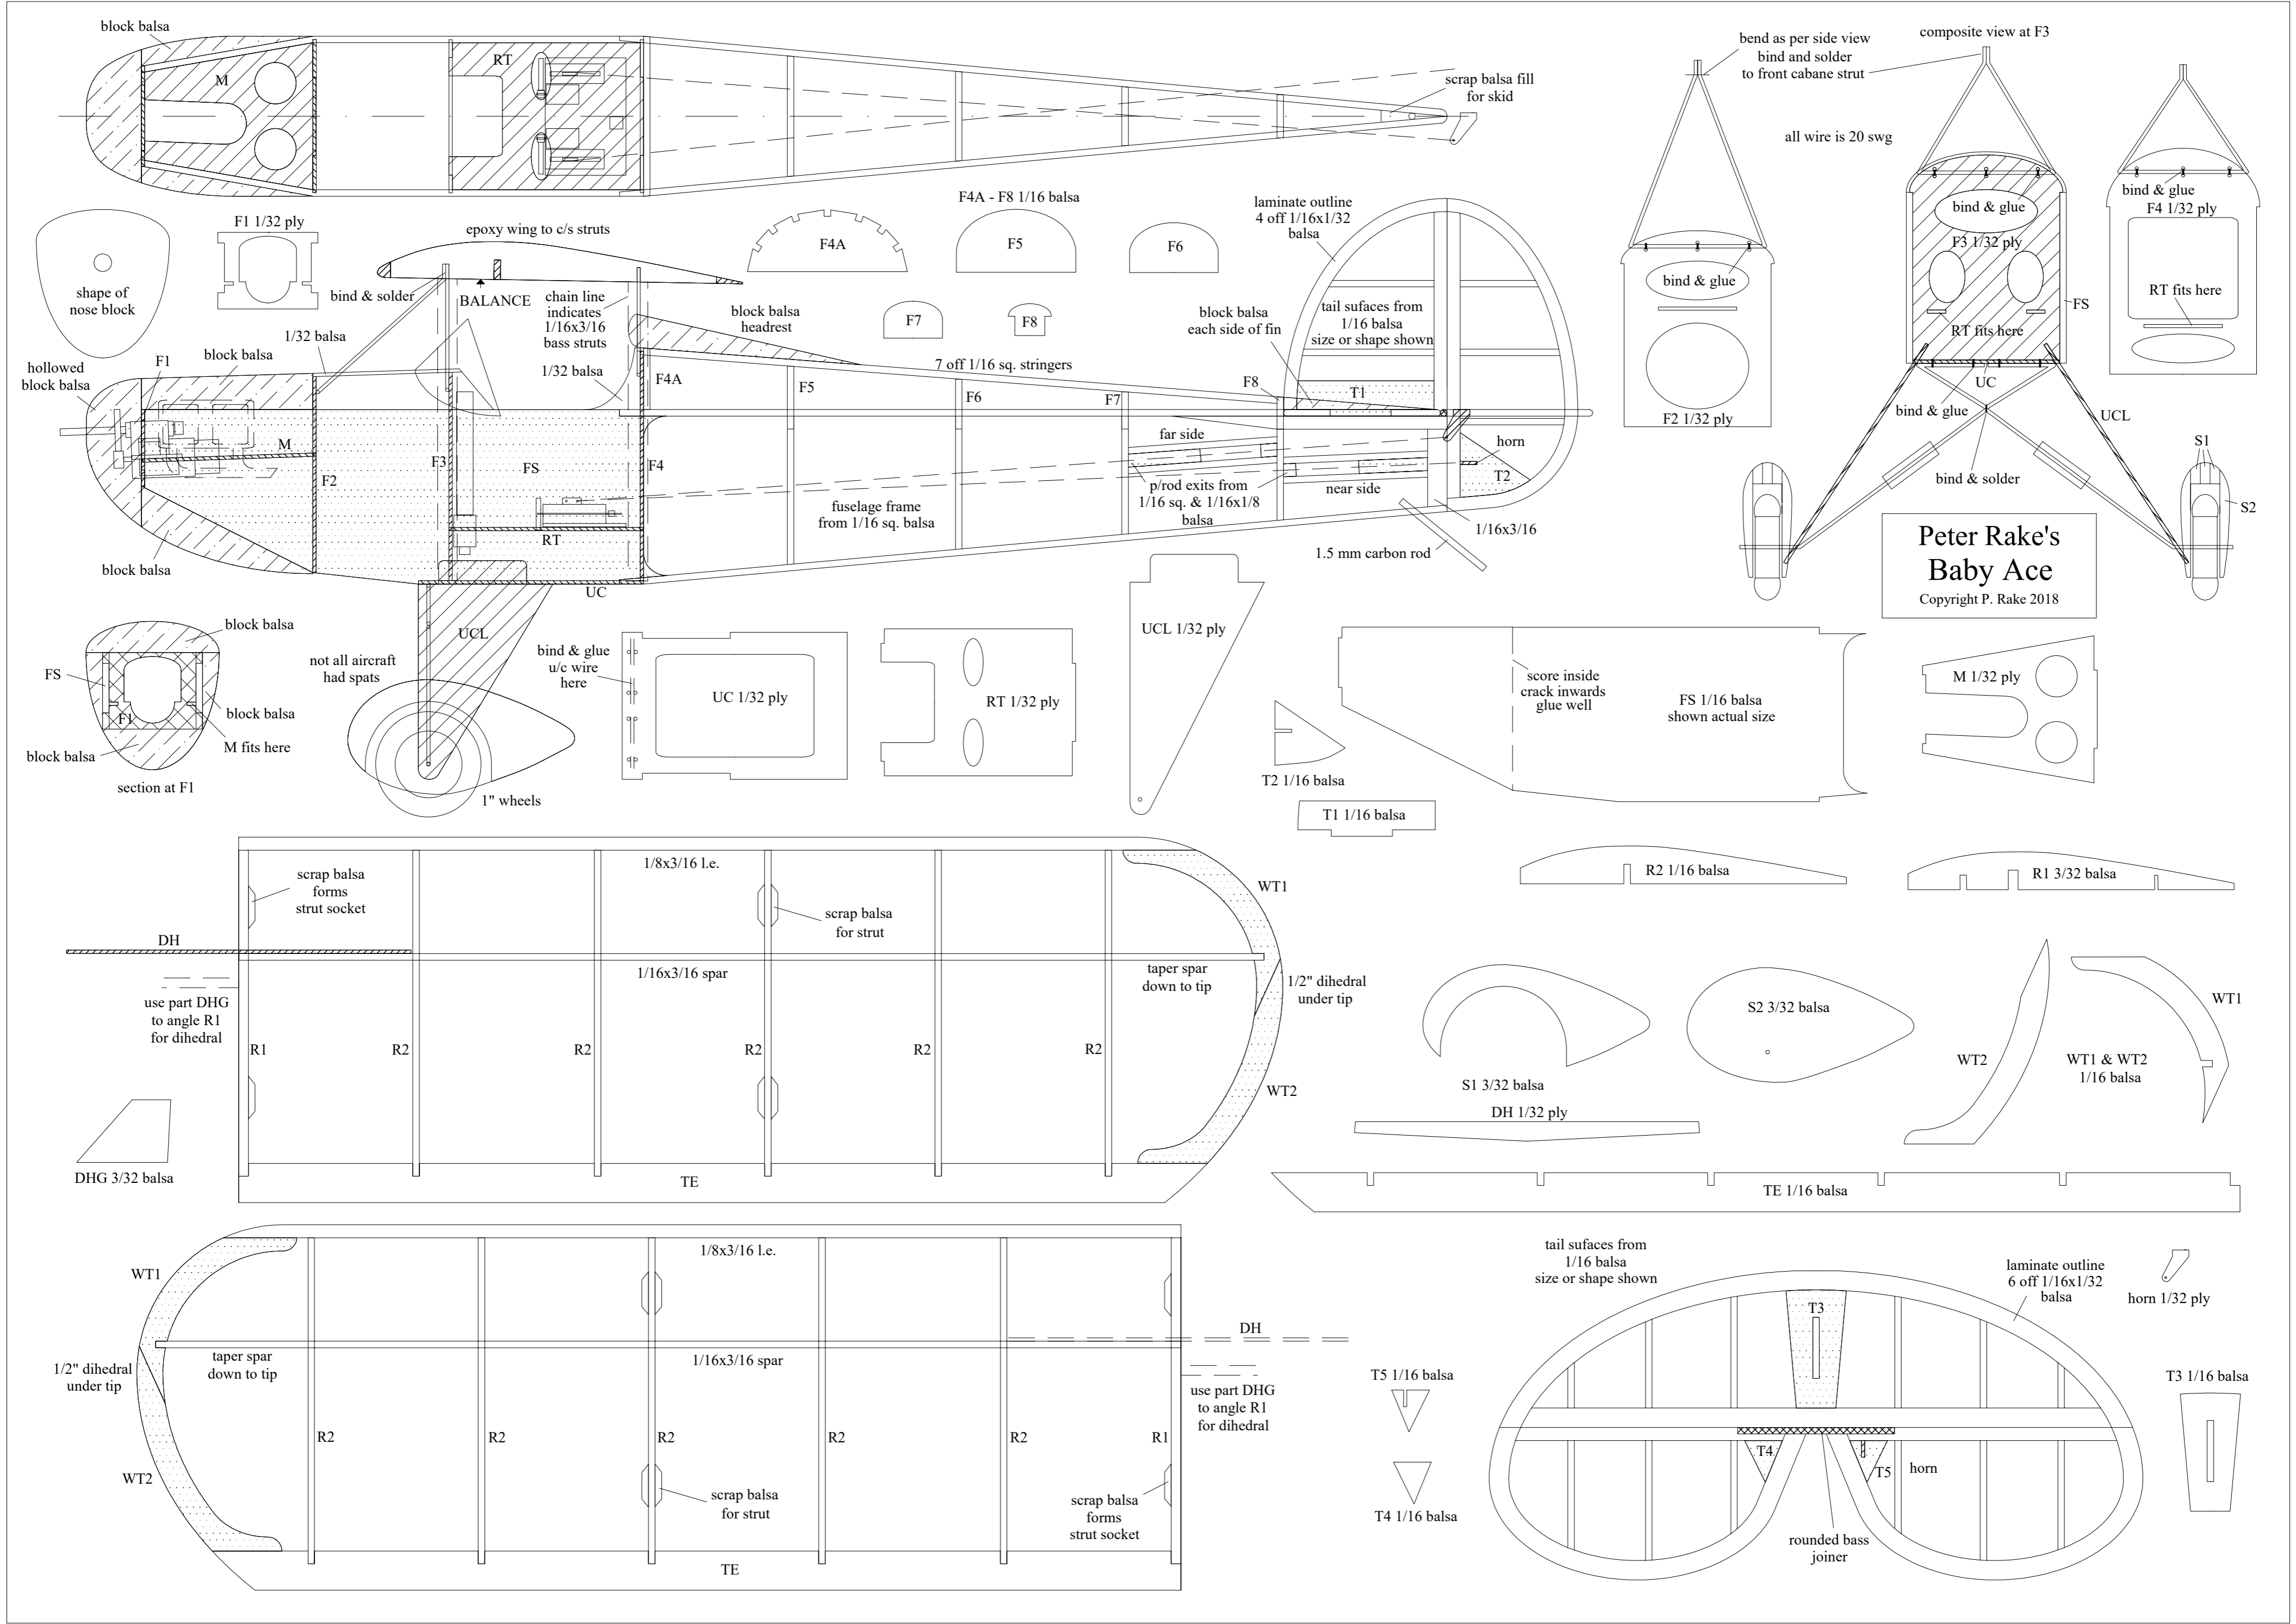 block balsa
M
RT
scrap balsa fill
for skid
bend as per side view
bind and solder
to front cabane strut
composite view at F3
all wire is 20 swg
bind & glue
F4 1/32 ply
RT fits here
bind & glue
F3 1/32 ply
RT fits here
FS
UC
bind & glue
UCL
bind & solder
S1
S2
bind & glue
F2 1/32 ply
Peter Rake's
Baby Ace
Copyright P. Rake 2018
shape of
nose block
F1 1/32 ply
epoxy wing to c/s struts
bind & solder
BALANCE
chain line
indicates
1/16x3/16
bass struts
F4A - F8 1/16 balsa
F4A
F5
F6
F7
F8
laminate outline
4 off 1/16x1/32
balsa
block balsa
headrest
block balsa
each side of fin
tail sufaces from
1/16 balsa
size or shape shown
hollowed
block balsa
F1
block balsa
1/32 balsa
1/32 balsa
7 off 1/16 sq. stringers
F4A
F5
F6
F7
F8
T1
M
F2
F3
FS
F4
RT
UC
fuselage frame
from 1/16 sq. balsa
far side
p/rod exits from
1/16 sq. & 1/16x1/8
balsa
near side
horn
T2
1/16x3/16
1.5 mm carbon rod
block balsa
block balsa
FS
F1
block balsa
M fits here
block balsa
section at F1
UCL
not all aircraft
had spats
1" wheels
bind & glue
u/c wire
here
UC 1/32 ply
RT 1/32 ply
UCL 1/32 ply
T2 1/16 balsa
T1 1/16 balsa
score inside
crack inwards
glue well
FS 1/16 balsa
shown actual size
M 1/32 ply
R2 1/16 balsa
R1 3/32 balsa
1/8x3/16 l.e.
scrap balsa
forms
strut socket
scrap balsa
for strut
WT1
DH
1/16x3/16 spar
taper spar
down to tip
1/2" dihedral
under tip
use part DHG
to angle R1
for dihedral
R1
R2
R2
R2
R2
R2
WT2
TE
DHG 3/32 balsa
S1 3/32 balsa
S2 3/32 balsa
WT2
WT1
WT1 & WT2
1/16 balsa
DH 1/32 ply
TE 1/16 balsa
1/8x3/16 l.e.
WT1
1/2" dihedral
under tip
taper spar
down to tip
1/16x3/16 spar
DH
use part DHG
to angle R1
for dihedral
R2
R2
R2
R2
R2
R1
WT2
scrap balsa
for strut
scrap balsa
forms
strut socket
TE
tail sufaces from
1/16 balsa
size or shape shown
laminate outline
6 off 1/16x1/32
balsa
horn 1/32 ply
T3
T4
T5
horn
rounded bass
joiner
T5 1/16 balsa
T4 1/16 balsa
T3 1/16 balsa